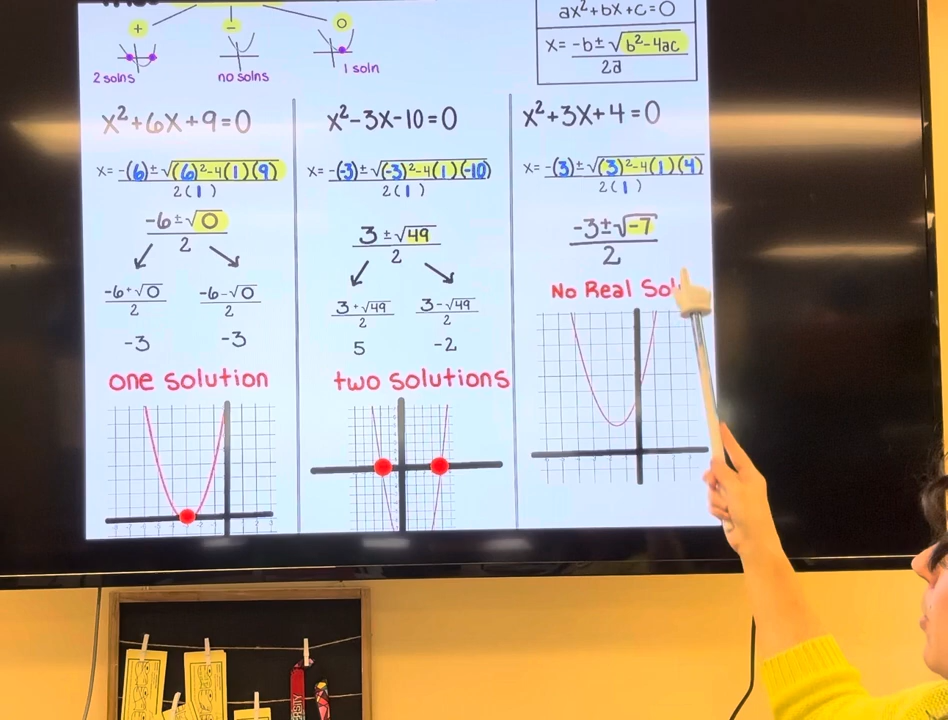 +
−
0
2 solns
no solns
1 soln
ax²+bx+c=0
x= -b±√b²-4ac
2a
x²+6x+9=0
x= -(6)±√(6)²-4(1)(9)
2(1)
-6±√0
2
-6+√0
2
-6-√0
2
-3
-3
one solution
x²-3x-10=0
x= -(-3)±√(-3)²-4(1)(-10)
2(1)
3±√49
2
3+√49
2
3-√49
2
5
-2
two solutions
x²+3x+4=0
x= -(3)±√(3)²-4(1)(4)
2(1)
-3±√-7
2
No Real